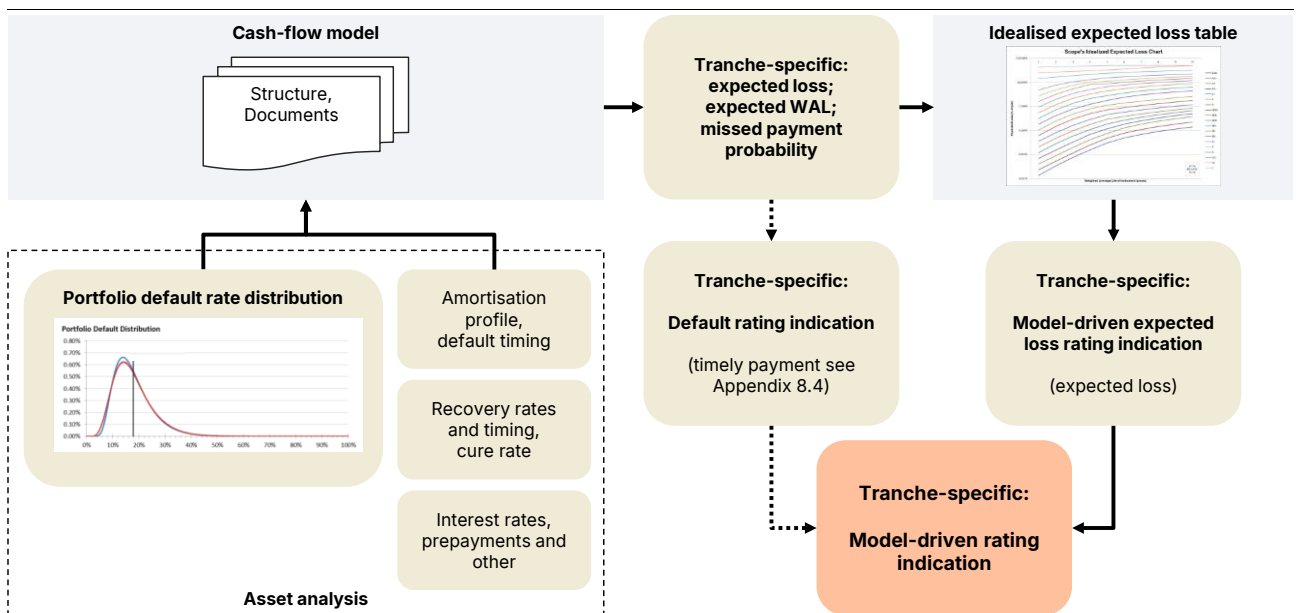 Cash-flow model
Structure,
Documents
Tranche-specific:
expected loss;
expected WAL;
missed payment
probability
Idealised expected loss table
Scope's Idealized Expected Loss Chart
Portfolio default rate distribution
Portfolio Default Distribution
0.80%
0.70%
0.60%
0.50%
0.40%
0.30%
0.20%
0.10%
0.00%
0% 10% 20% 30% 40% 50% 60% 70% 80% 90% 100%
Amortisation
profile,
default timing
Recovery rates
and timing,
cure rate
Interest rates,
prepayments and
other
Asset analysis
Tranche-specific:
Default rating indication
(timely payment see
Appendix 8.4)
Tranche-specific:
Model-driven expected
loss rating indication
(expected loss)
Tranche-specific:
Model-driven rating
indication